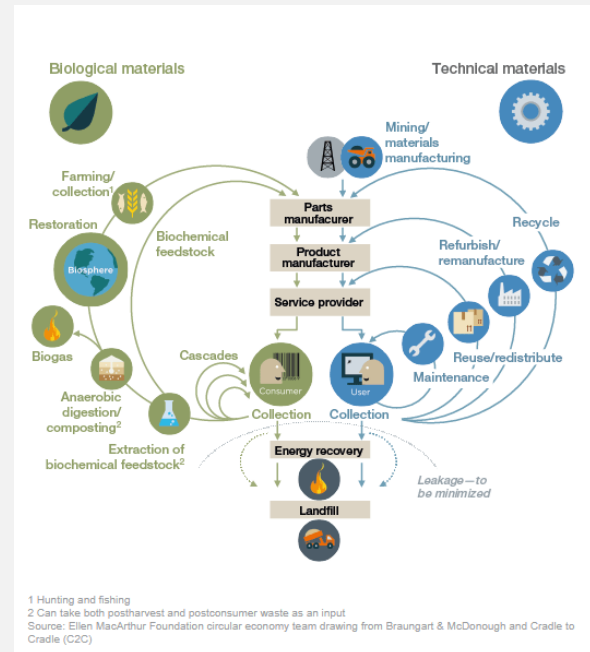 Biological materials
Technical materials
Mining/
materials
manufacturing
Farming/
collection¹
Parts
manufacurer
Recycle
Restoration
Biochemical
feedstock
Refurbish/
remanufacture
Product
manufacturer
Biosphere
Service provider
Biogas
Cascades
Reuse/redistribute
Consumer
User
Maintenance
Anaerobic
digestion/
composting²
Collection
Collection
Extraction of
biochemical feedstock²
Energy recovery
Leakage—to
be minimized
Landfill
1 Hunting and fishing
2 Can take both postharvest and postconsumer waste as an input
Source: Ellen MacArthur Foundation circular economy team drawing from Braungart & McDonough and Cradle to
Cradle (C2C)